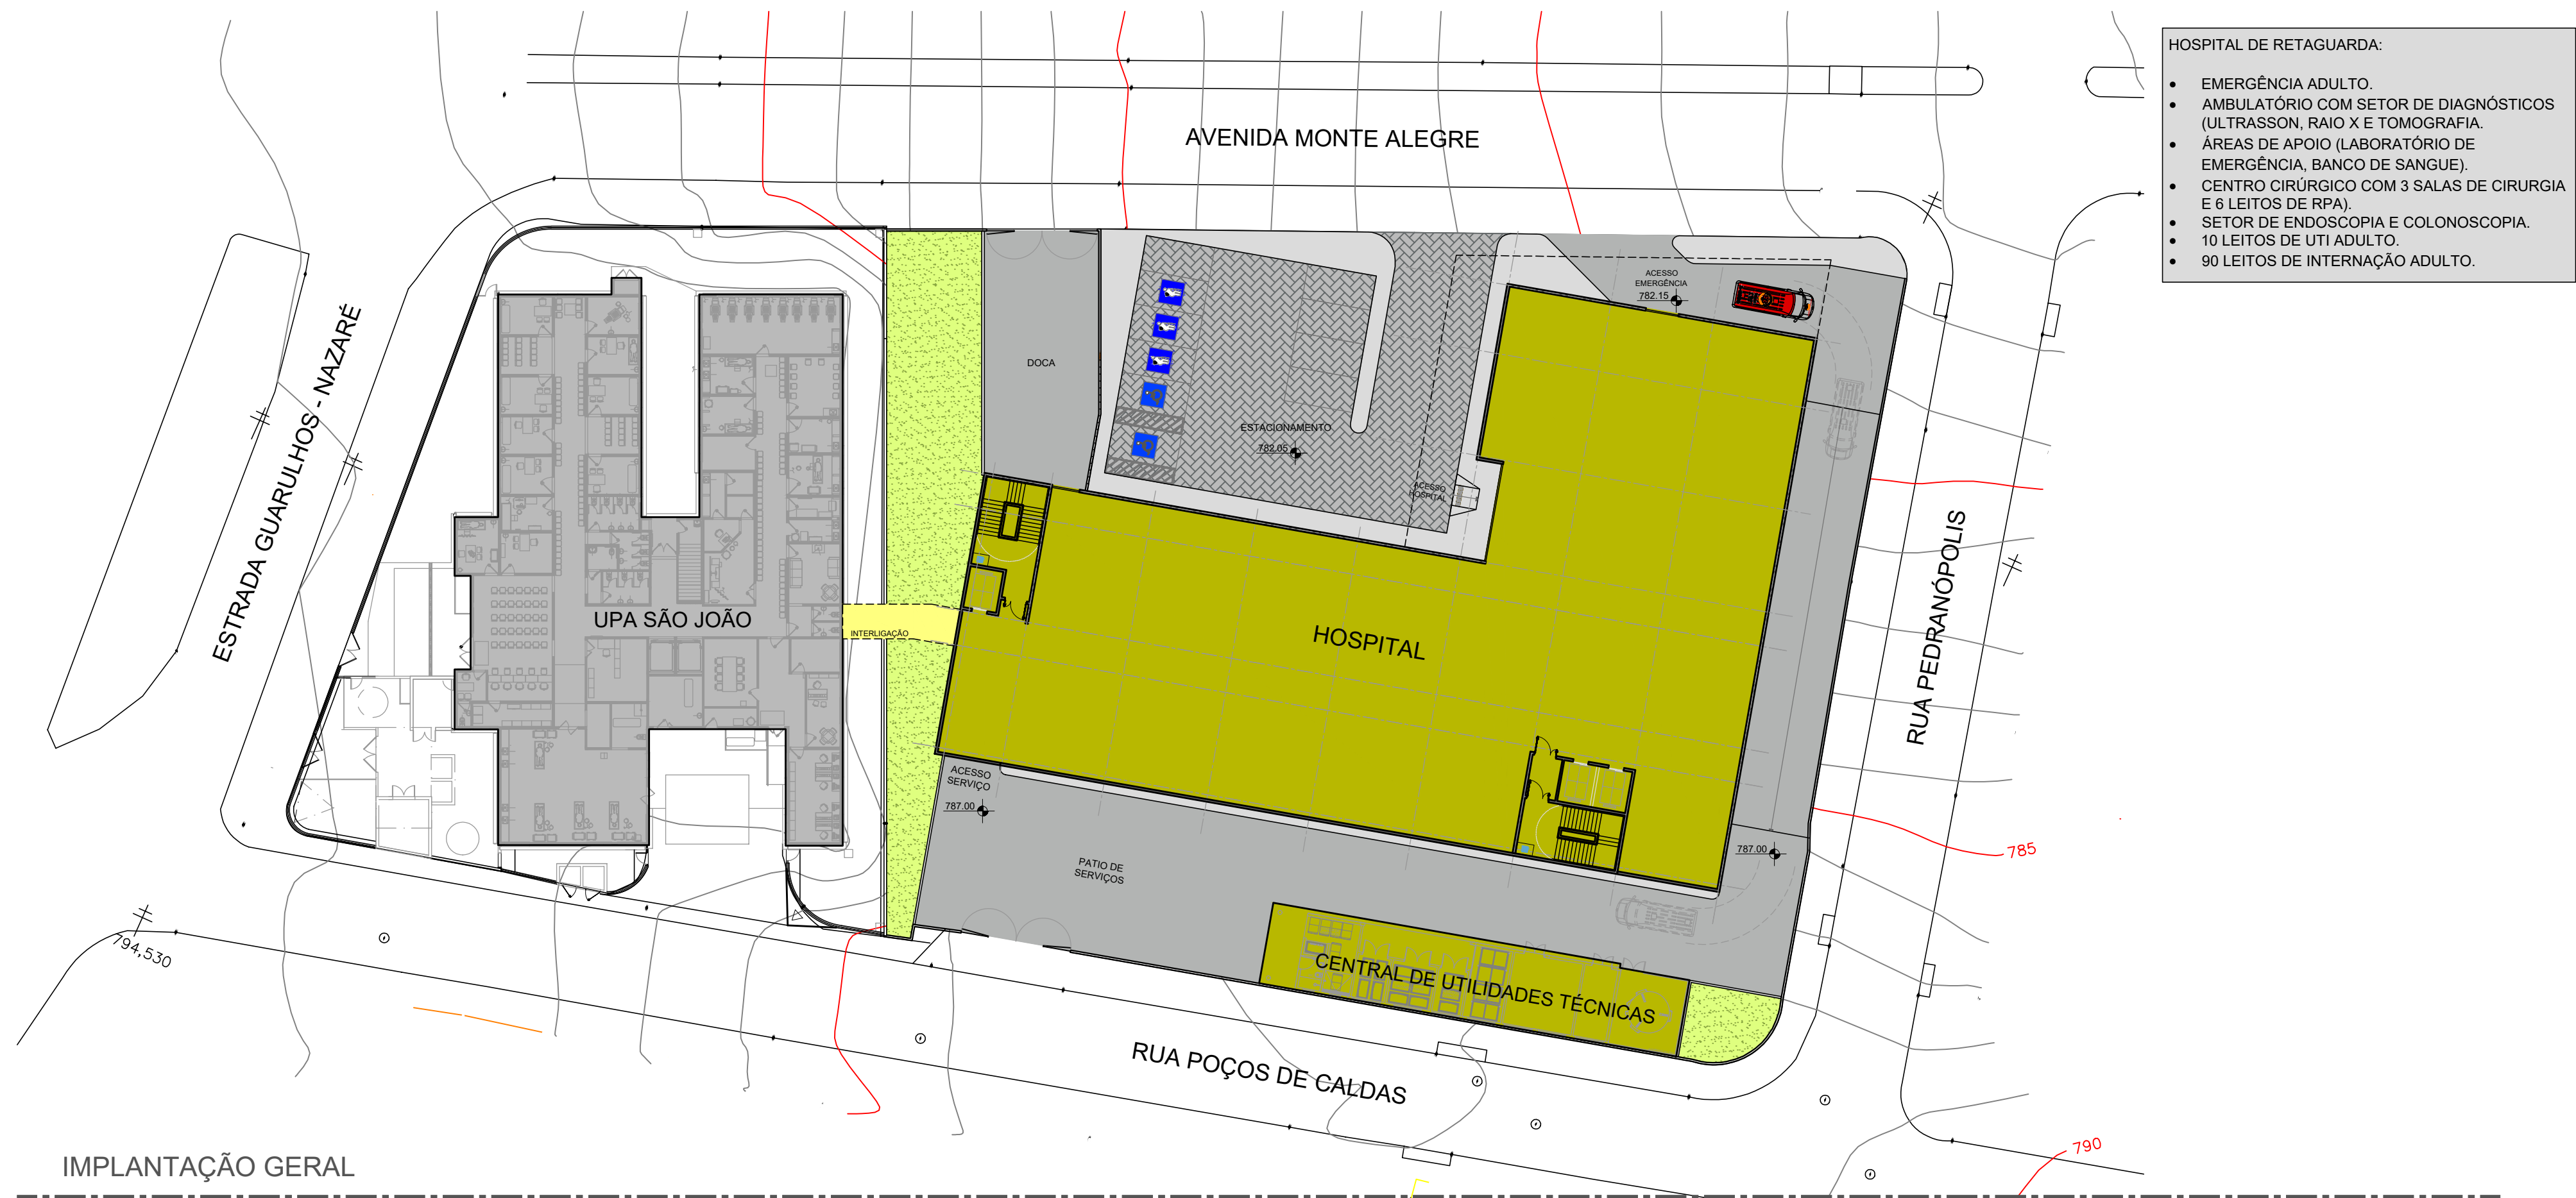 HOSPITAL DE RETAGUARDA:
• EMERGÊNCIA ADULTO.
• AMBULATÓRIO COM SETOR DE DIAGNÓSTICOS
(ULTRASSON, RAIO X E TOMOGRAFIA.
• ÁREAS DE APOIO (LABORATÓRIO DE
EMERGÊNCIA, BANCO DE SANGUE).
• CENTRO CIRÚRGICO COM 3 SALAS DE CIRURGIA
E 6 LEITOS DE RPA).
• SETOR DE ENDOSCOPIA E COLONOSCOPIA.
• 10 LEITOS DE UTI ADULTO.
• 90 LEITOS DE INTERNAÇÃO ADULTO.
AVENIDA MONTE ALEGRE
ACESSO
EMERGÊNCIA
782.15
DOCA
ESTACIONAMENTO
782.05
ACESSO
HOSPITAL
ESTRADA GUARULHOS - NAZARÉ
UPA SÃO JOÃO
INTERLIGAÇÃO
HOSPITAL
RUA PEDRANÓPOLIS
ACESSO
SERVIÇO
787.00
PATIO DE
SERVIÇOS
787.00
785
794,530
CENTRAL DE UTILIDADES TÉCNICAS
RUA POÇOS DE CALDAS
790
IMPLANTAÇÃO GERAL